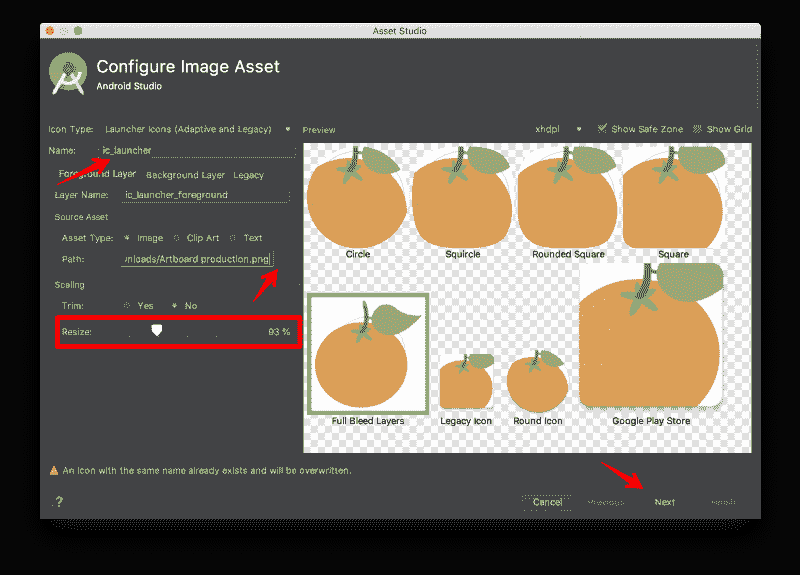 Asset Studio
Configure Image Asset
Android Studio
Icon Type: Launcher Icons (Adaptive and Legacy) Preview xhdpi Show Safe Zone Show Grid
Name: ic_launcher
Foreground Layer Background Layer Legacy
Layer Name: ic_launcher_foreground
Source Asset
Asset Type: Image Clip Art Text
Path: nloads/Artboard production.png
Circle Squircle Rounded Square Square
Scaling
Trim: Yes No
Resize: 93 %
Full Bleed Layers Legacy Icon Round Icon Google Play Store
An icon with the same name already exists and will be overwritten.
? Cancel Previous Next Finish